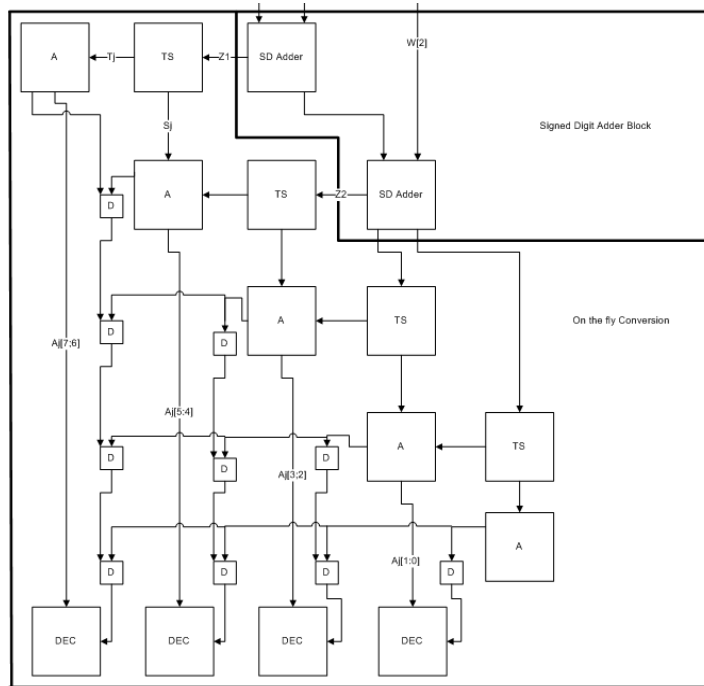 W[2]
A
Tj
TS
Z1
SD Adder
Signed Digit Adder Block
Sj
D
A
TS
Z2
SD Adder
D
D
A
TS
On the fly Conversion
Aj[7;6]
Aj[5:4]
D
D
Aj[3;2]
D
A
TS
A
Aj[1:0]
D
D
D
D
DEC
DEC
DEC
DEC